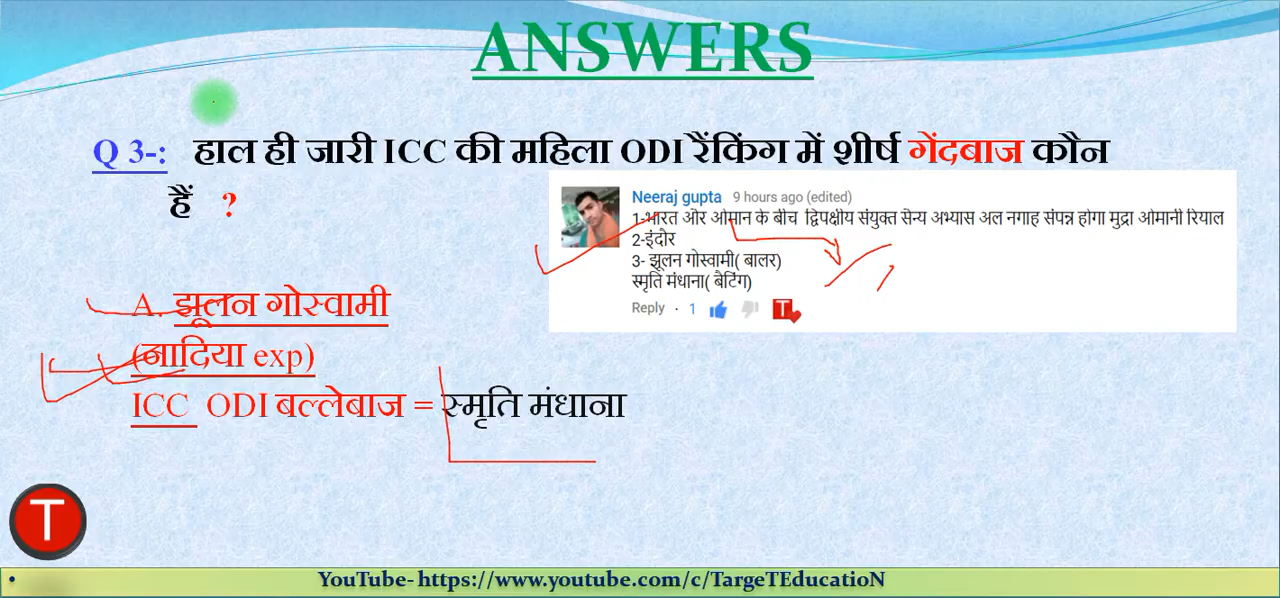 ANSWERS
Q 3-: हाल ही जारी ICC की महिला ODI रैंकिंग में शीर्ष गेंदबाज कौन
हैं ?
Neeraj gupta 9 hours ago (edited)
1-भारत और ओमान के बीच द्विपक्षीय संयुक्त सैन्य अभ्यास अल नगाह संपन्न होगा मुद्रा ओमानी रियाल
2-इंदौर
3- झूलन गोस्वामी( बालर)
स्मृति मंधाना( बैटिंग)
Reply · 1
T
A. झूलन गोस्वामी
(नादिया exp)
ICC ODI बल्लेबाज = स्मृति मंधाना
T
• YouTube- https://www.youtube.com/c/TargeTEducatioN